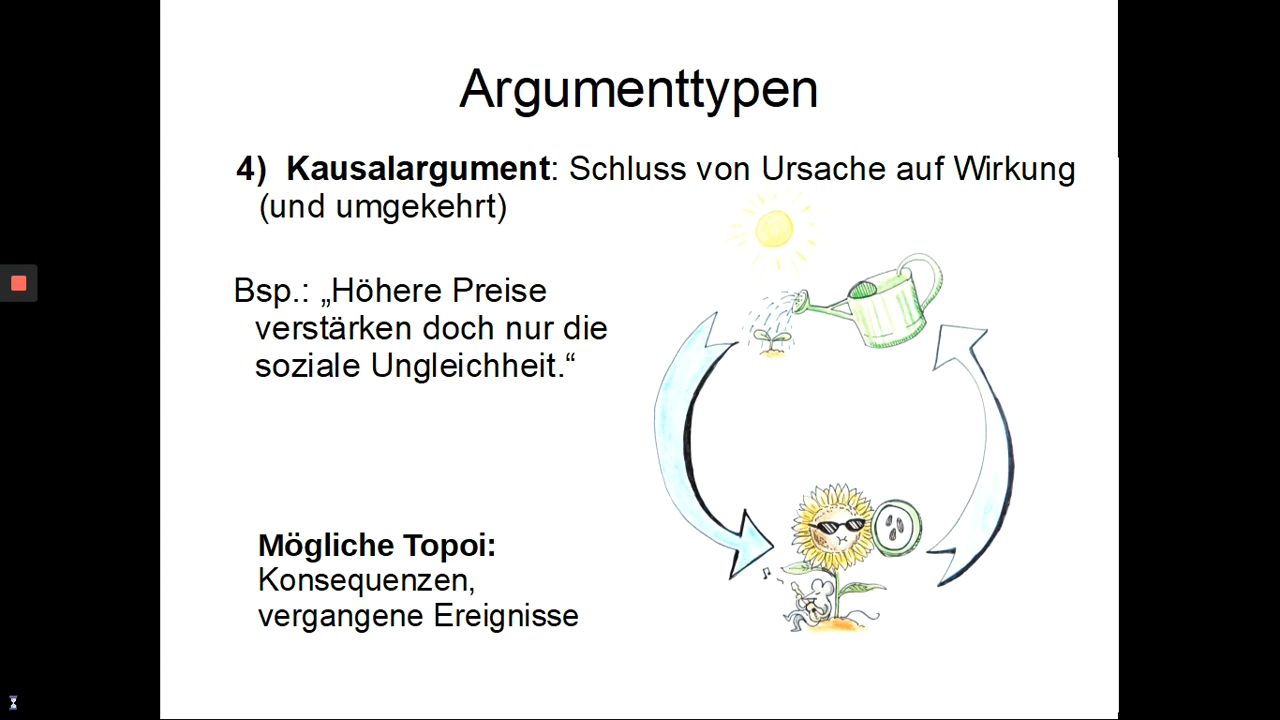 Argumenttypen
4) Kausalargument: Schluss von Ursache auf Wirkung
(und umgekehrt)
Bsp.: „Höhere Preise
verstärken doch nur die
soziale Ungleichheit.“
Mögliche Topoi:
Konsequenzen,
vergangene Ereignisse